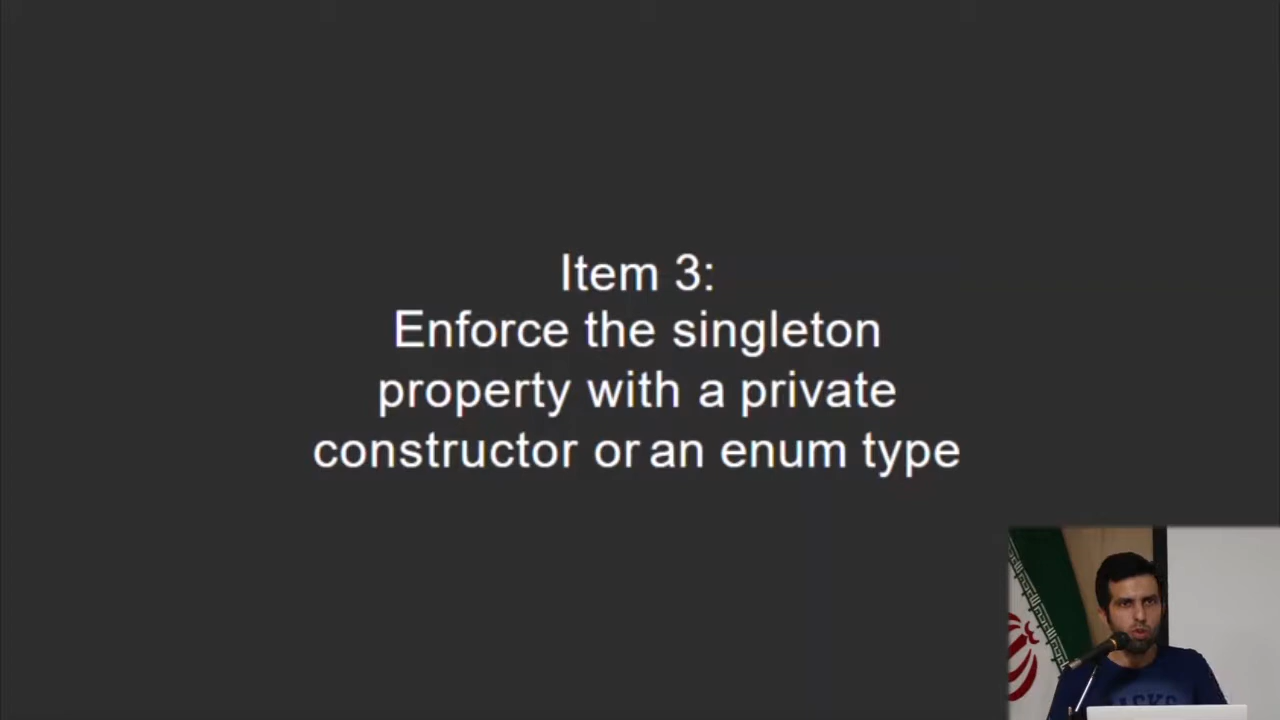 Item 3:
Enforce the singleton
property with a private
constructor or an enum type